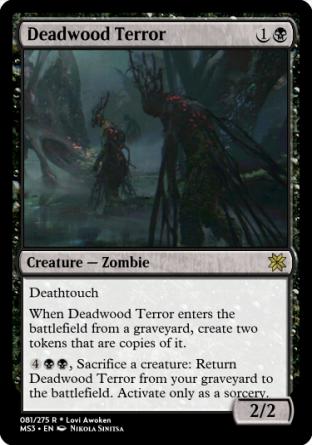 Deadwood Terror 1
Creature — Zombie
Deathtouch
When Deadwood Terror enters the
battlefield from a graveyard, create two
tokens that are copies of it.
4, Sacrifice a creature: Return
Deadwood Terror from your graveyard to
the battlefield. Activate only as a sorcery.
2/2
081/275 R * Lovi Awoken
MS3 • EN Nikola Sinitsa